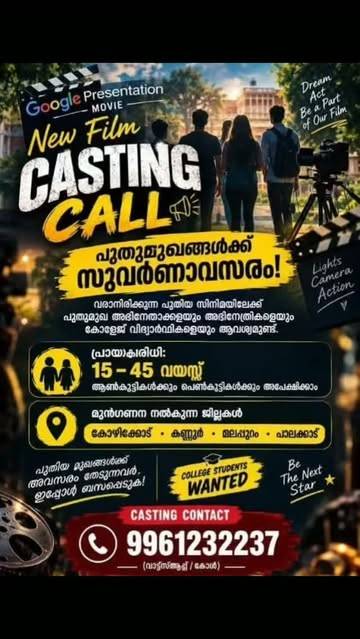 Google Presentation
MOVIE
Dream
Act
Be a Part
of Our Film
New Film
CASTING
CALL
പുതുമുഖങ്ങൾക്ക്
സുവർണാവസരം!
Lights
Camera
Action
വരാനിരിക്കുന്ന പുതിയ സിനിമയിലേക്ക്
പുതുമുഖ അഭിനേതാക്കളെയും അഭിനേത്രികളെയും
കോളേജ് വിദ്യാർത്ഥികളെയും ആവശ്യമുണ്ട്.
പ്രായപരിധി:
15 – 45 വയസ്സ്
ആൺകുട്ടികൾക്കും പെൺകുട്ടികൾക്കും അപേക്ഷിക്കാം
മുൻഗണന നൽകുന്ന ജില്ലകൾ
കോഴിക്കോട് • കണ്ണൂർ • മലപ്പുറം • പാലക്കാട്
പുതിയ മുഖങ്ങൾക്ക്
അവസരം തേടുന്നവർ
ഇപ്പോൾ ബന്ധപ്പെടുക!
COLLEGE STUDENTS
WANTED
Be
The Next
Star
CASTING CONTACT
9961232237
(വാട്ട്സ്ആപ്പ് / കോൾ)